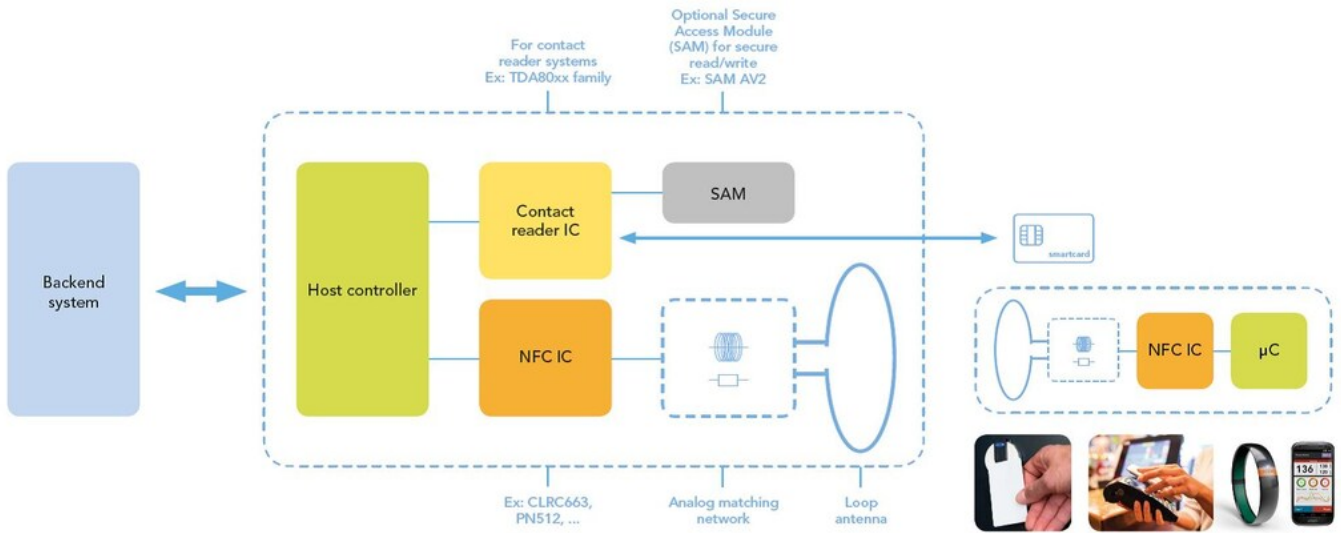 For contact
reader systems
Ex: TDA80xx family
Optional Secure
Access Module
(SAM) for secure
read/write
Ex: SAM AV2
Backend
system
Host controller
Contact
reader IC
SAM
NFC IC
smartcard
NFC IC
µC
Ex: CLRC663,
PN512, ...
Analog matching
network
Loop
antenna
136